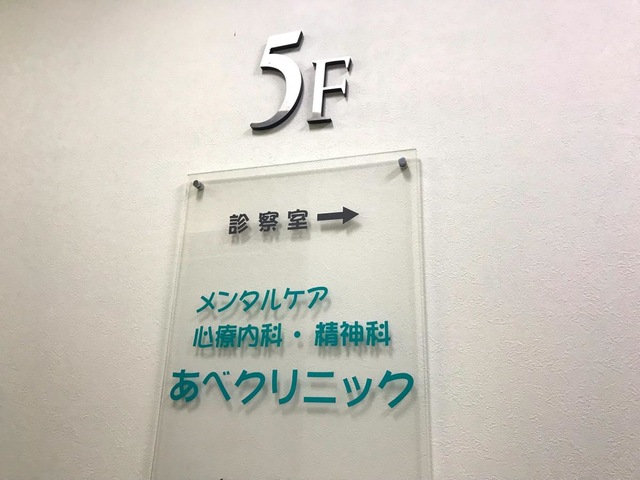 5F
診察室 →
メンタルケア
心療内科・精神科
あべクリニック